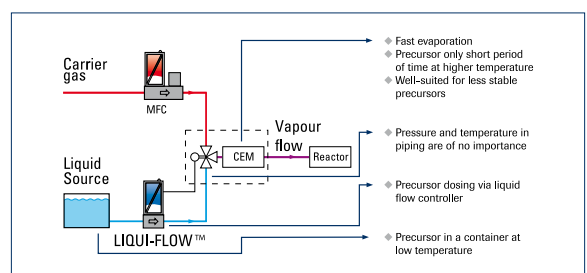 Carrier
gas
MFC
Liquid
Source
LIQUI-FLOW™
Vapour
flow
CEM
Reactor
Fast evaporation
Precursor only short period
of time at higher temperature
Well-suited for less stable
precursors
Pressure and temperature in
piping are of no importance
Precursor dosing via liquid
flow controller
Precursor in a container at
low temperature